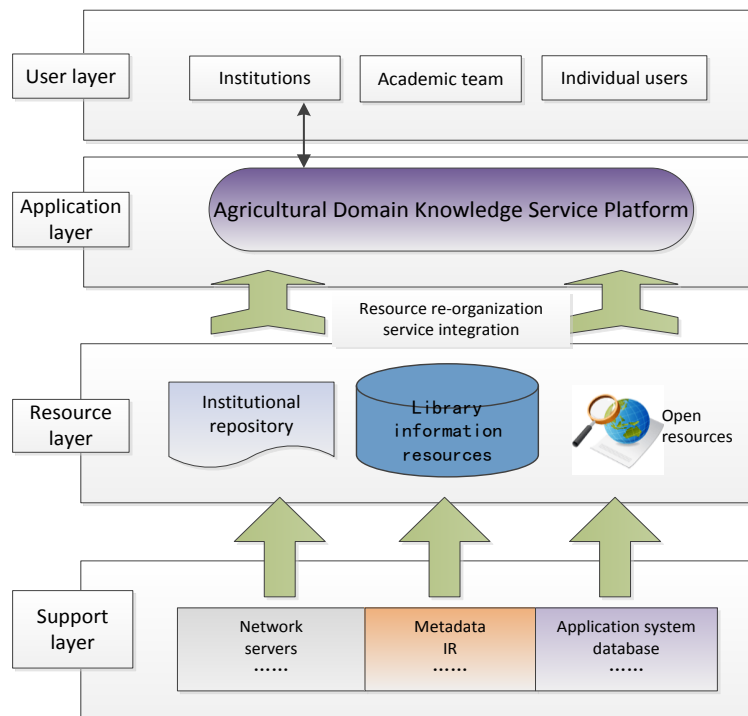 User layer
Institutions
Academic team
Individual users
Application
layer
Agricultural Domain Knowledge Service Platform
Resource re-organization
service integration
Resource
layer
Institutional
repository
Library
information
resources
Open
resources
Support
layer
Network
servers
……
Metadada
IR
……
Application system
database
……